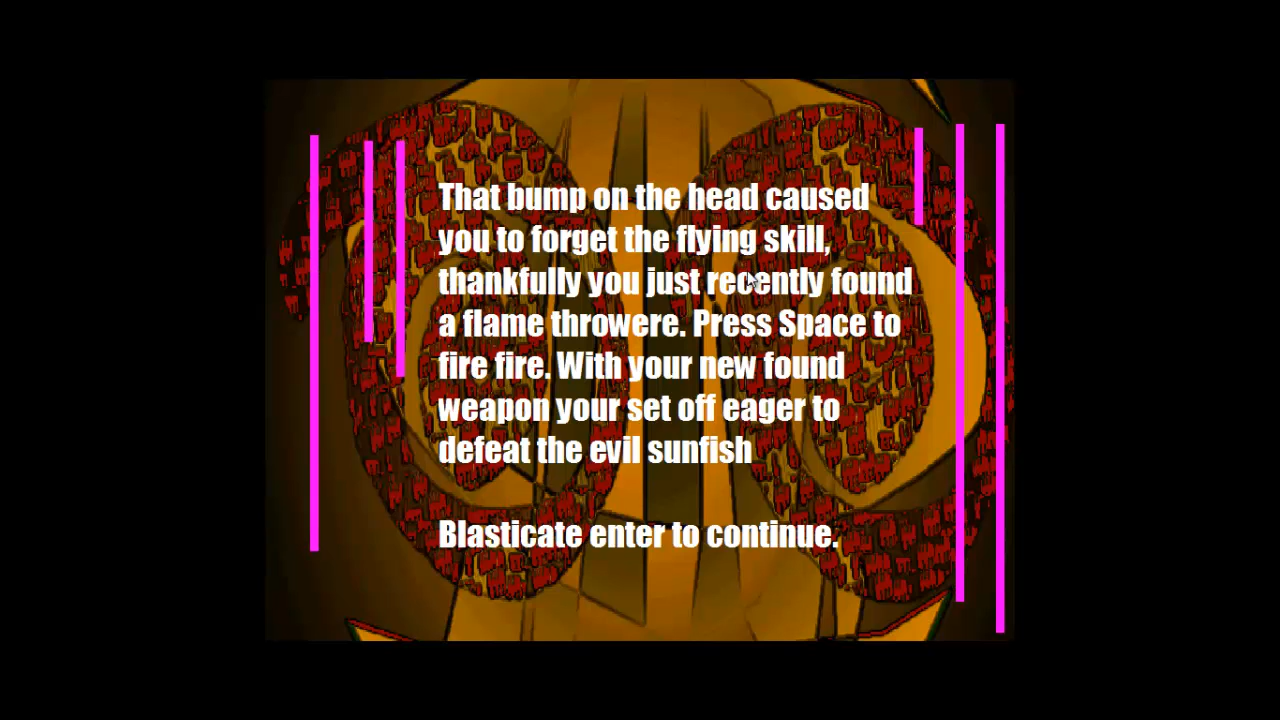 That bump on the head caused
you to forget the flying skill,
thankfully you just recently found
a flame throwere. Press Space to
fire fire. With your new found
weapon your set off eager to
defeat the evil sunfish
Blasticate enter to continue.